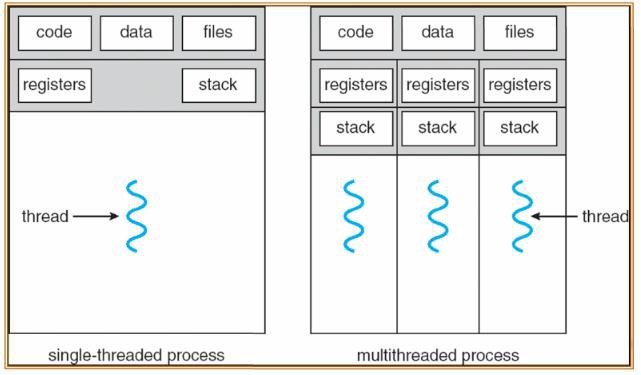 code data files
registers stack
thread
single-threaded process
code data files
registers registers registers
stack stack stack
thread
multithreaded process